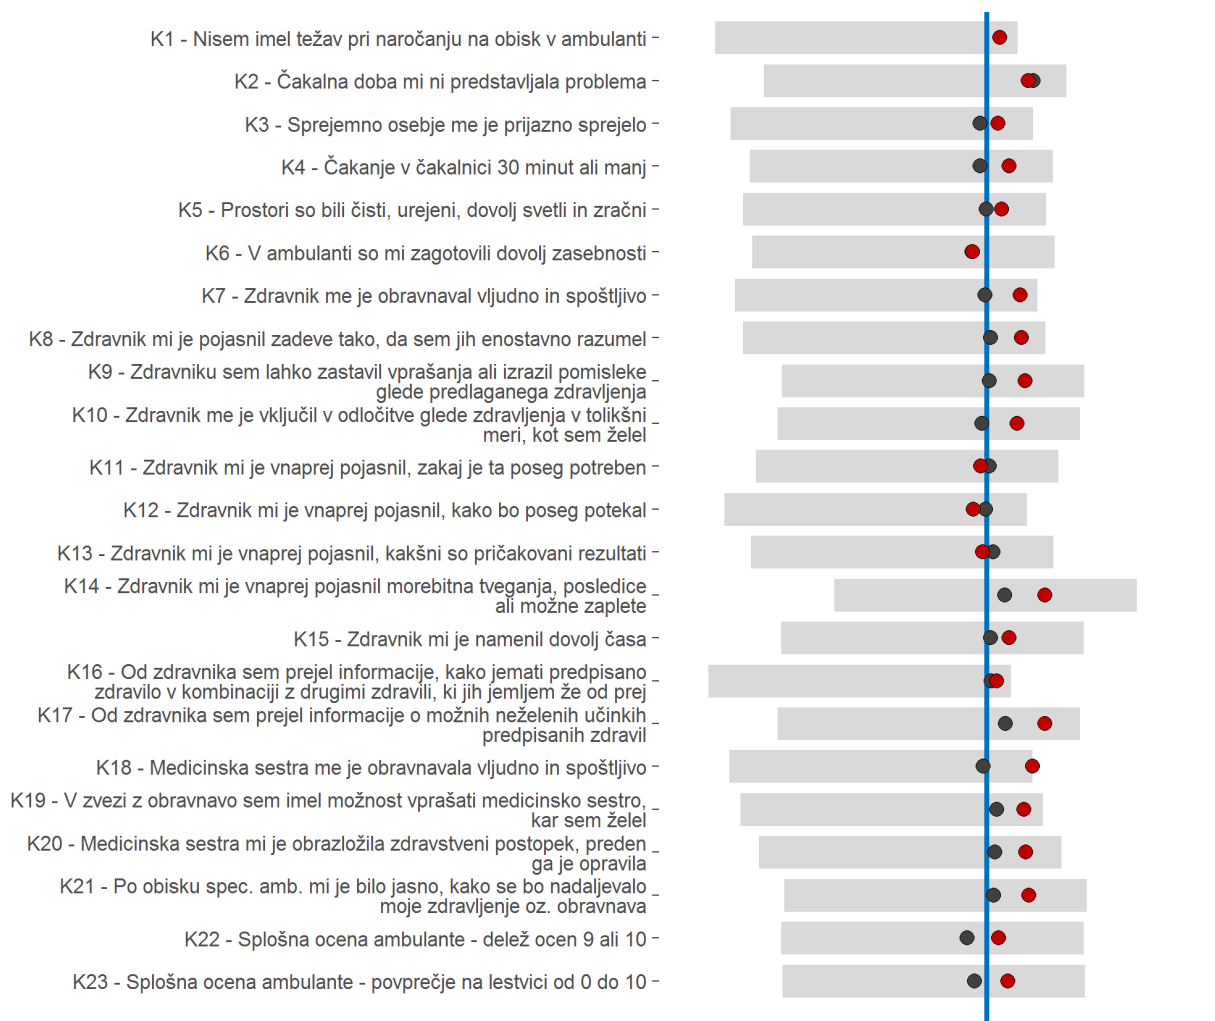 K1 - Nisem imel težav pri naročanju na obisk v ambulanti
K2 - Čakalna doba mi ni predstavljala problema
K3 - Sprejemno osebje me je prijazno sprejelo
K4 - Čakanje v čakalnici 30 minut ali manj
K5 - Prostori so bili čisti, urejeni, dovolj svetli in zračni
K6 - V ambulanti so mi zagotovili dovolj zasebnosti
K7 - Zdravnik me je obravnaval vljudno in spoštljivo
K8 - Zdravnik mi je pojasnil zadeve tako, da sem jih enostavno razumel
K9 - Zdravniku sem lahko zastavil vprašanja ali izrazil pomisleke
glede predlaganega zdravljenja
K10 - Zdravnik me je vključil v odločitve glede zdravljenja v tolikšni
meri, kot sem želel
K11 - Zdravnik mi je vnaprej pojasnil, zakaj je ta poseg potreben
K12 - Zdravnik mi je vnaprej pojasnil, kako bo poseg potekal
K13 - Zdravnik mi je vnaprej pojasnil, kakšni so pričakovani rezultati
K14 - Zdravnik mi je vnaprej pojasnil morebitna tveganja, posledice
ali možne zaplete
K15 - Zdravnik mi je namenil dovolj časa
K16 - Od zdravnika sem prejel informacije, kako jemati predpisano
zdravilo v kombinaciji z drugimi zdravili, ki jih jemljem že od prej
K17 - Od zdravnika sem prejel informacije o možnih neželenih učinkih
predpisanih zdravil
K18 - Medicinska sestra me je obravnavala vljudno in spoštljivo
K19 - V zvezi z obravnavo sem imel možnost vprašati medicinsko sestro,
kar sem želel
K20 - Medicinska sestra mi je obrazložila zdravstveni postopek, preden
ga je opravila
K21 - Po obisku spec. amb. mi je bilo jasno, kako se bo nadaljevalo
moje zdravljenje oz. obravnava
K22 - Splošna ocena ambulante - delež ocen 9 ali 10
K23 - Splošna ocena ambulante - povprečje na lestvici od 0 do 10